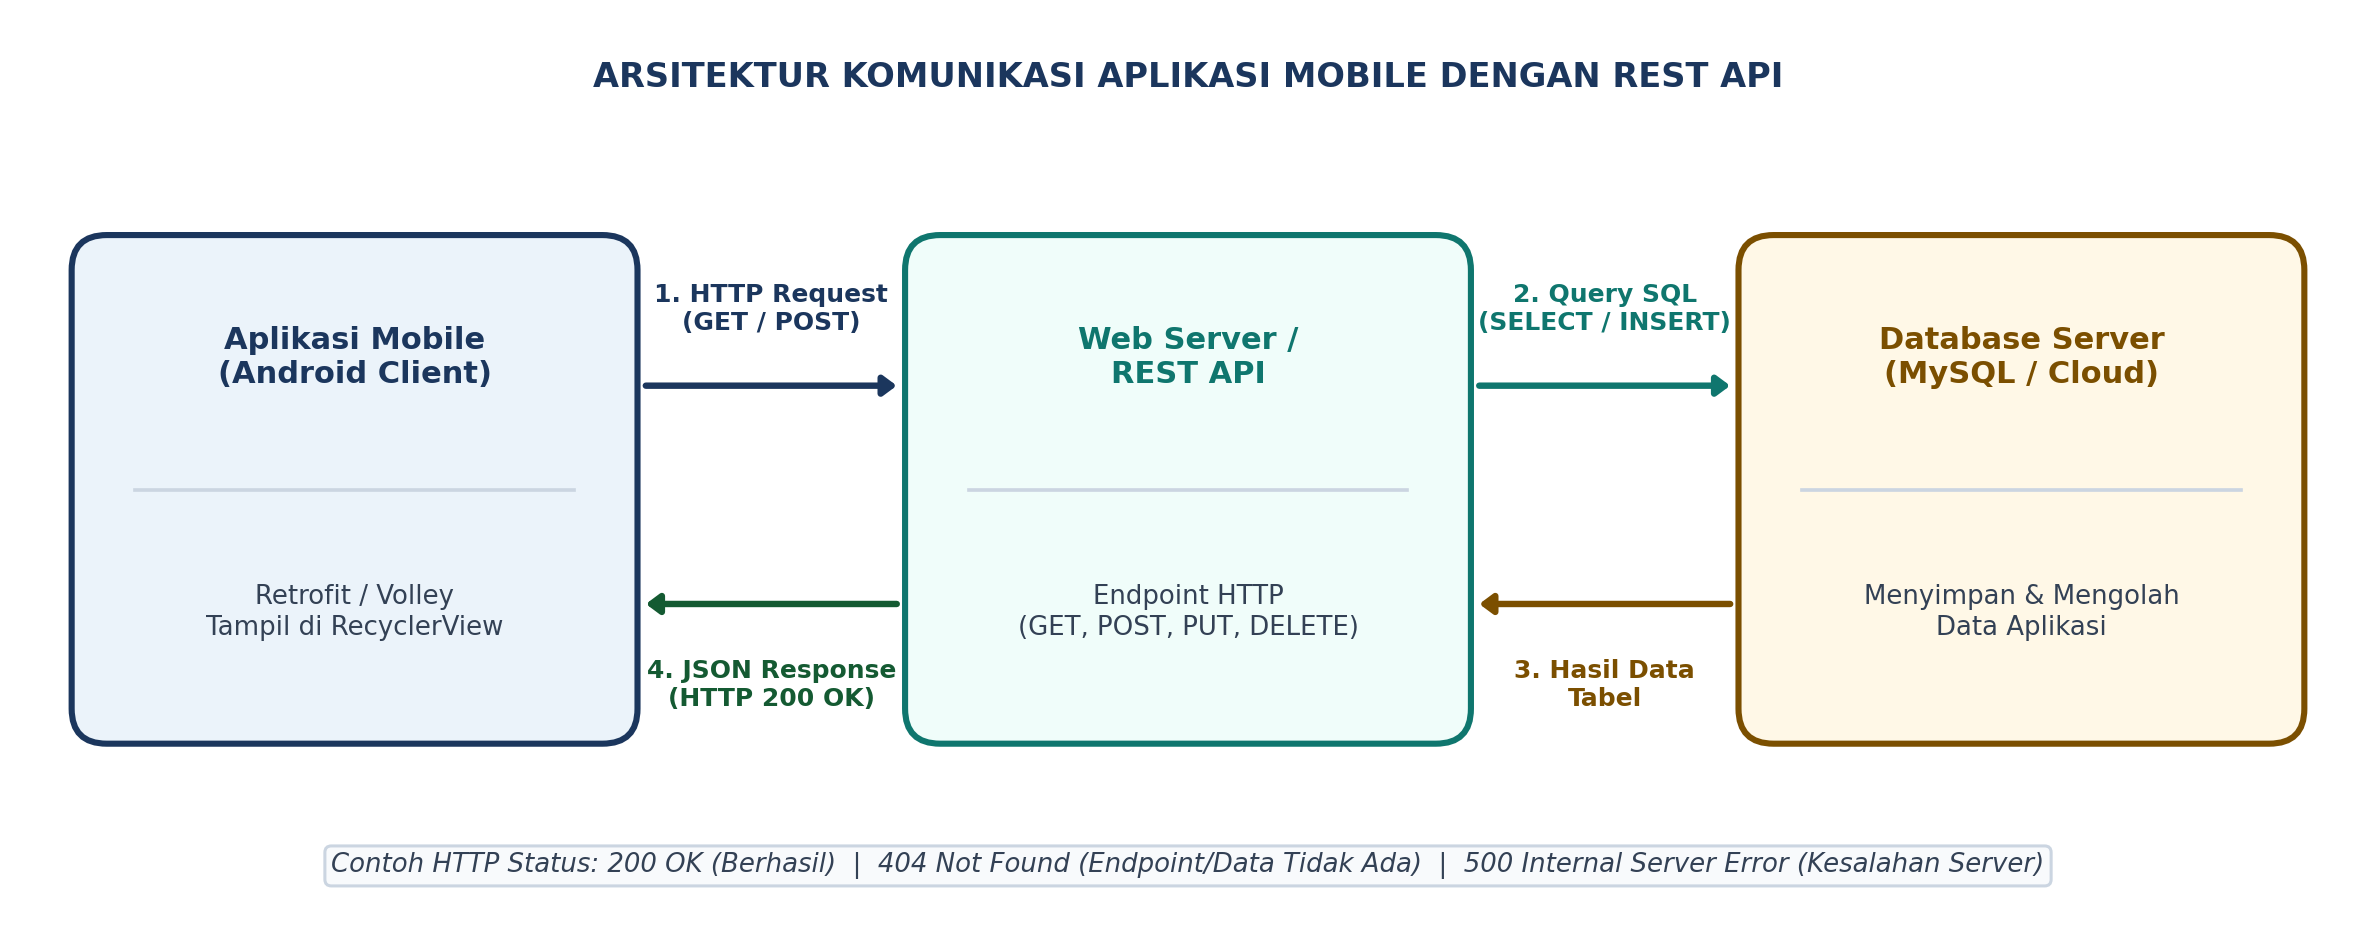 ARSITEKTUR KOMUNIKASI APLIKASI MOBILE DENGAN REST API
Aplikasi Mobile
(Android Client)
Retrofit / Volley
Tampil di RecyclerView
1. HTTP Request
(GET / POST)
4. JSON Response
(HTTP 200 OK)
Web Server /
REST API
Endpoint HTTP
(GET, POST, PUT, DELETE)
2. Query SQL
(SELECT / INSERT)
3. Hasil Data
Tabel
Database Server
(MySQL / Cloud)
Menyimpan & Mengolah
Data Aplikasi
Contoh HTTP Status: 200 OK (Berhasil) | 404 Not Found (Endpoint/Data Tidak Ada) | 500 Internal Server Error (Kesalahan Server)